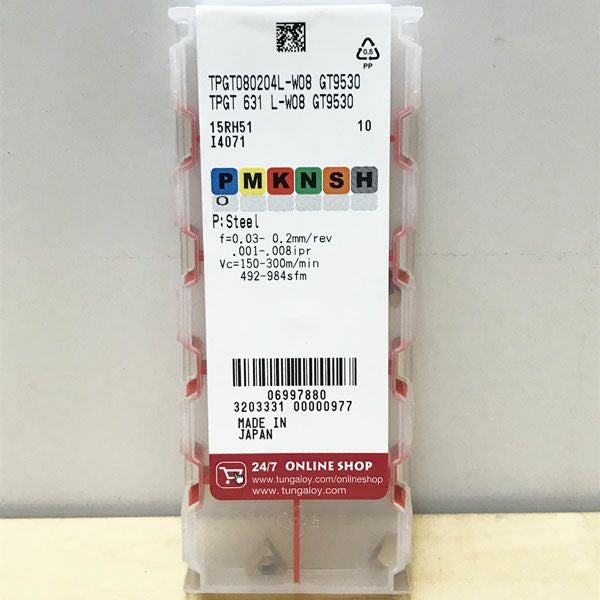 0.5
PP
TPGT080204L-W08 GT9530
TPGT 631 L-W08 GT9530
15RH51 10
I4071
P M K N S H
O
P:Steel
f=0.03- 0.2mm/rev
.001-.008ipr
Vc=150-300m/min
492-984sfm
06997880
3203331 00000977
MADE IN
JAPAN
24/7 ONLINE SHOP
www.tungaloy.com/onlineshop
www.tungaloy.com